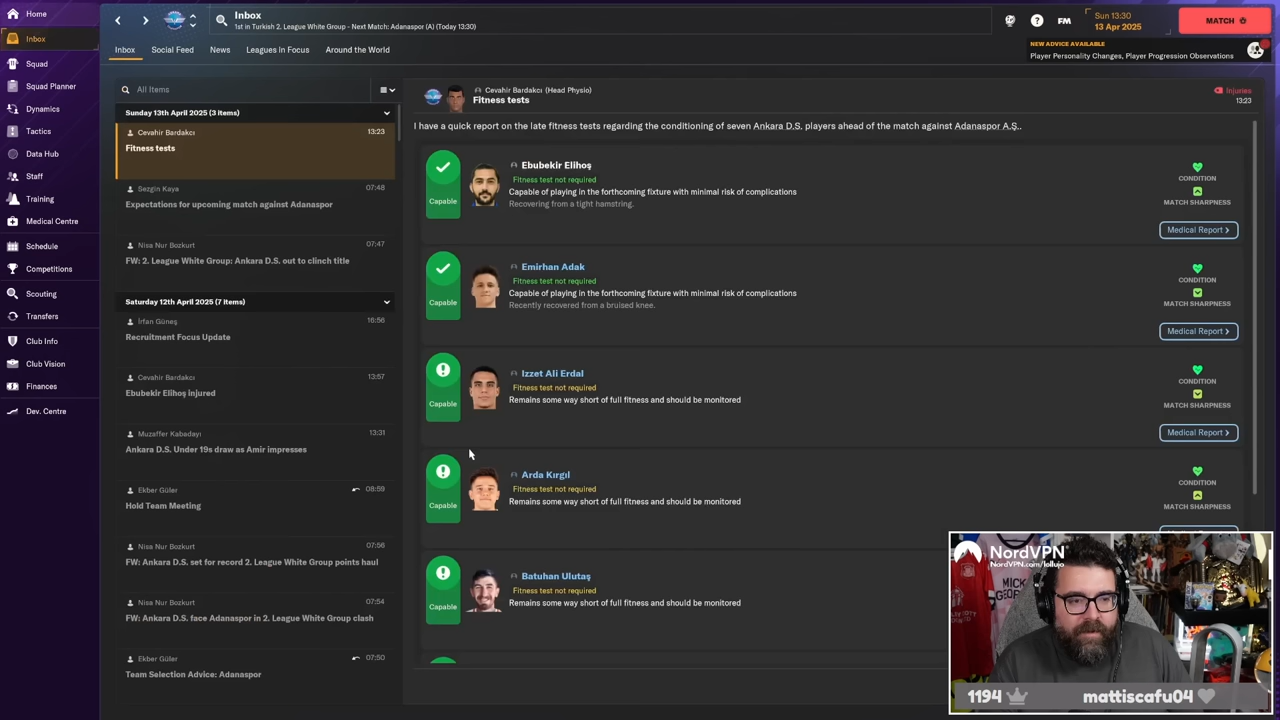 Home
Inbox
Squad
Squad Planner
Dynamics
Tactics
Data Hub
Staff
Training
Medical Centre
Schedule
Competitions
Scouting
Transfers
Club Info
Club Vision
Finances
Dev. Centre
Inbox
1st in Turkish 2. League White Group - Next Match: Adanaspor (A) (Today 13:30)
FM
Sun 13:30
13 Apr 2025
MATCH
Inbox
Social Feed
News
Leagues In Focus
Around the World
NEW ADVICE AVAILABLE
Player Personality Changes, Player Progression Observations
All Items
Sunday 13th April 2025 (3 items)
Cevahir Bardakcı 13:23
Fitness tests
Sezgin Kaya 07:48
Expectations for upcoming match against Adanaspor
Nisa Nur Bozkurt 07:47
FW: 2. League White Group: Ankara D.S. out to clinch title
Saturday 12th April 2025 (7 items)
İrfan Güneş 16:56
Recruitment Focus Update
Cevahir Bardakcı 13:57
Ebubekir Elihoş injured
Muzaffer Kabadayı 13:31
Ankara D.S. Under 19s draw as Amir impresses
Ekber Güler 08:59
Hold Team Meeting
Nisa Nur Bozkurt 07:56
FW: Ankara D.S. set for record 2. League White Group points haul
Nisa Nur Bozkurt 07:54
FW: Ankara D.S. face Adanaspor in 2. League White Group clash
Ekber Güler 07:50
Team Selection Advice: Adanaspor
Cevahir Bardakcı (Head Physio)
Fitness tests
Injuries
13:23
I have a quick report on the late fitness tests regarding the conditioning of seven Ankara D.S. players ahead of the match against Adanaspor A.Ş..
Capable
Ebubekir Elihoş
Fitness test not required
Capable of playing in the forthcoming fixture with minimal risk of complications
Recovering from a tight hamstring.
CONDITION
MATCH SHARPNESS
Medical Report
Capable
Emirhan Adak
Fitness test not required
Capable of playing in the forthcoming fixture with minimal risk of complications
Recently recovered from a bruised knee.
CONDITION
MATCH SHARPNESS
Medical Report
Capable
Izzet Ali Erdal
Fitness test not required
Remains some way short of full fitness and should be monitored
CONDITION
MATCH SHARPNESS
Medical Report
Capable
Arda Kırgıl
Fitness test not required
Remains some way short of full fitness and should be monitored
CONDITION
MATCH SHARPNESS
Capable
Batuhan Ulutaş
Fitness test not required
Remains some way short of full fitness and should be monitored
NordVPN
NordVPN.com/lollujo
1194
mattiscafu04